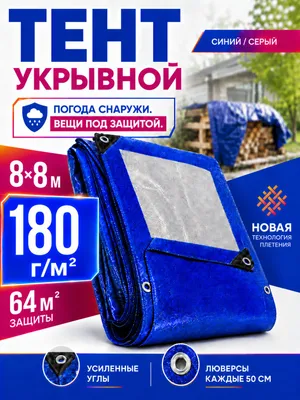 ТЕНТ
СИНИЙ / СЕРЫЙ
УКРЫВНОЙ
ПОГОДА СНАРУЖИ.
ВЕЩИ ПОД ЗАЩИТОЙ.
8×8 м
180
г/м²
64 м²
ЗАЩИТЫ
НОВАЯ
ТЕХНОЛОГИЯ
ПЛЕТЕНИЯ
УСИЛЕННЫЕ
УГЛЫ
ЛЮВЕРСЫ
КАЖДЫЕ 50 СМ